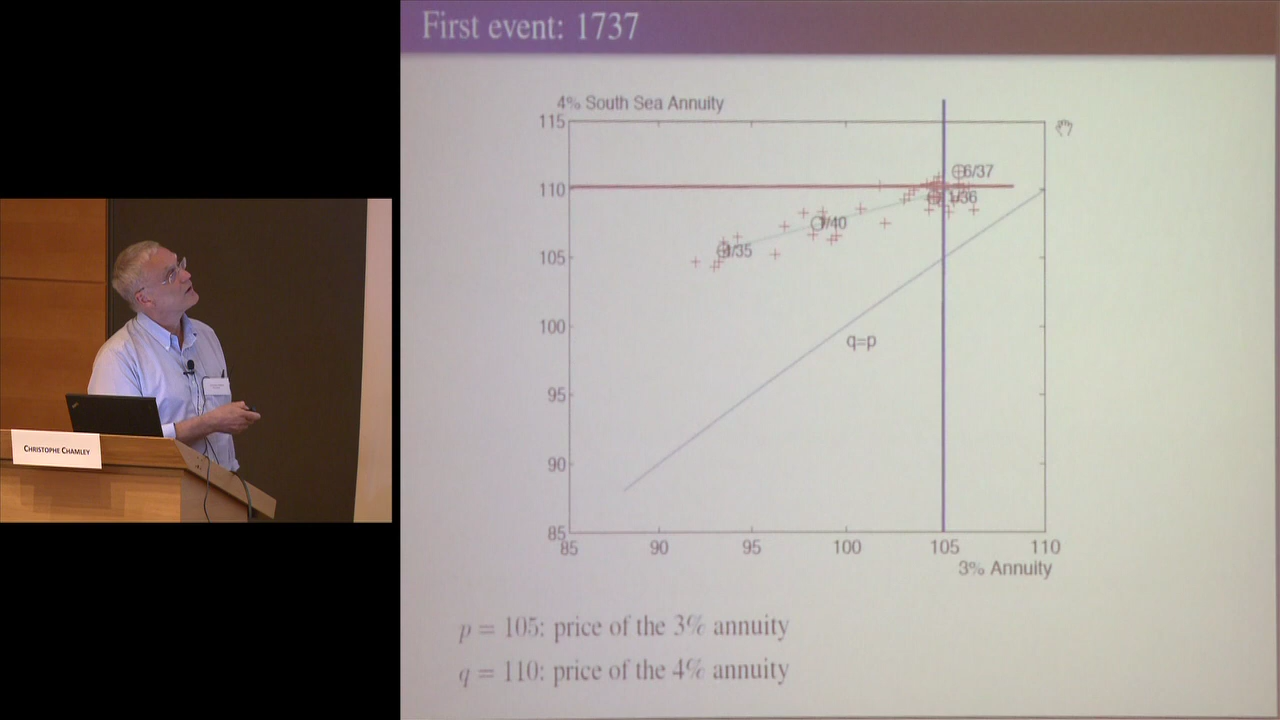 First event: 1737
4% South Sea Annuity
115
110
105
100
95
90
85
6/37
1/36
/40
/35
q=p
85
90
95
100
105
110
3% Annuity
p = 105: price of the 3% annuity
q = 110: price of the 4% annuity
CHRISTOPHE CHAMLEY